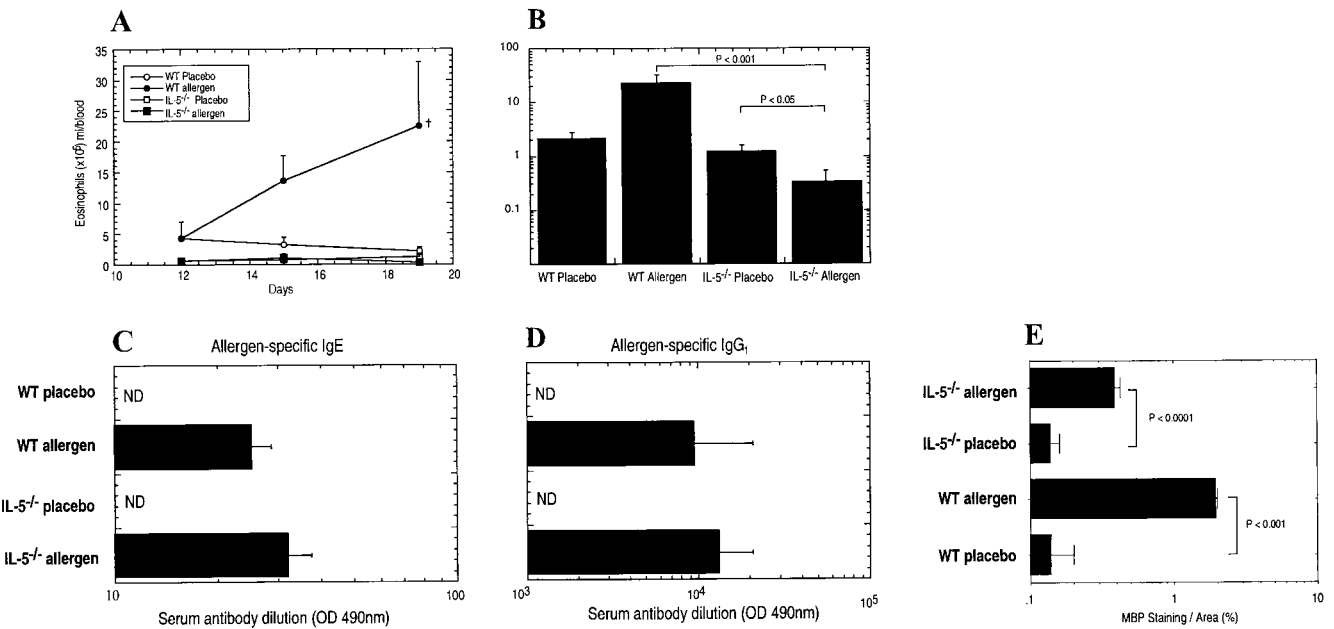 A
35
30
25
20
15
10
5
0
Eosinophils (x10⁶) ml/blood
WT Placebo
WT allergen
IL-5-/- Placebo
IL-5-/- allergen
†
10 12 14 16 18 20
Days
B
100
10
1
0.1
P < 0.001
P < 0.05
WT Placebo WT Allergen IL-5-/- Placebo IL-5-/- Allergen
C
Allergen-specific IgE
WT placebo
ND
WT allergen
IL-5-/- placebo
ND
IL-5-/- allergen
10 100
Serum antibody dilution (OD 490nm)
D
Allergen-specific IgG1
ND
ND
10³ 10⁴ 10⁵
Serum antibody dilution (OD 490nm)
E
IL-5-/- allergen
P < 0.0001
IL-5-/- placebo
WT allergen
P < 0.001
WT placebo
.1 1 10
MBP Staining / Area (%)